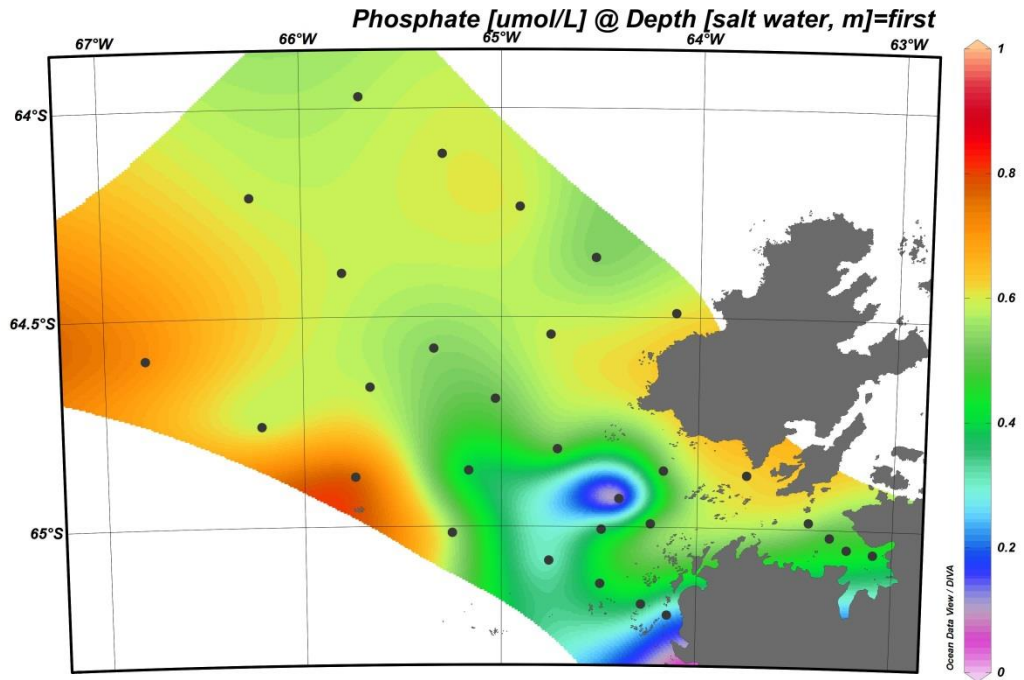 Phosphate [umol/L] @ Depth [salt water, m]=first
67°W 66°W 65°W 64°W 63°W
64°S
64.5°S
65°S
1
0.8
0.6
0.4
0.2
0
Ocean Data View / DIVA